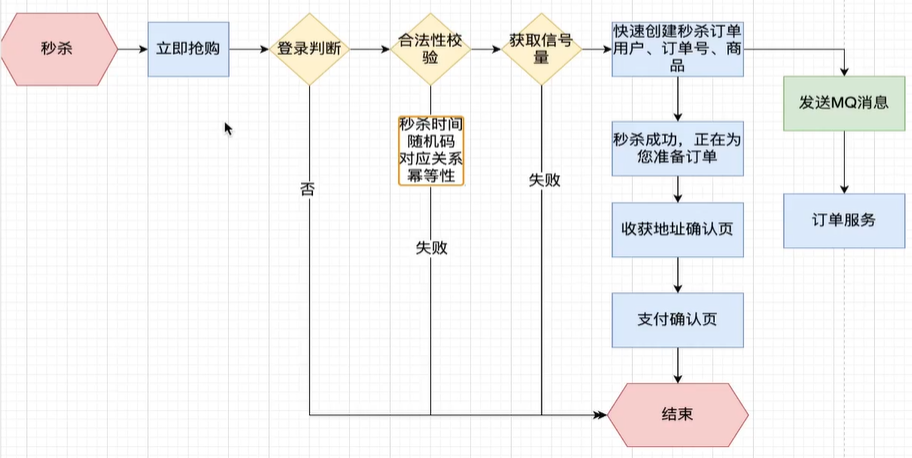 秒杀
立即抢购
登录判断
合法性校
验
获取信号
量
快速创建秒杀订单
用户、订单号、商
品
发送MQ消息
秒杀时间
随机码
对应关系
幂等性
秒杀成功，正在为
您准备订单
否
失败
订单服务
收获地址确认页
失败
支付确认页
结束